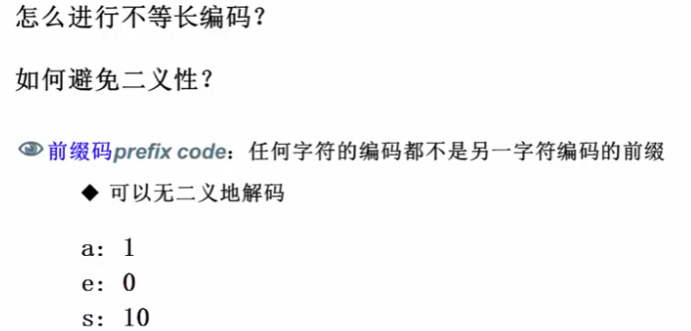 怎么进行不等长编码？
如何避免二义性？
前缀码prefix code：任何字符的编码都不是另一字符编码的前缀
◆ 可以无二义地解码
a：1
e：0
s：10